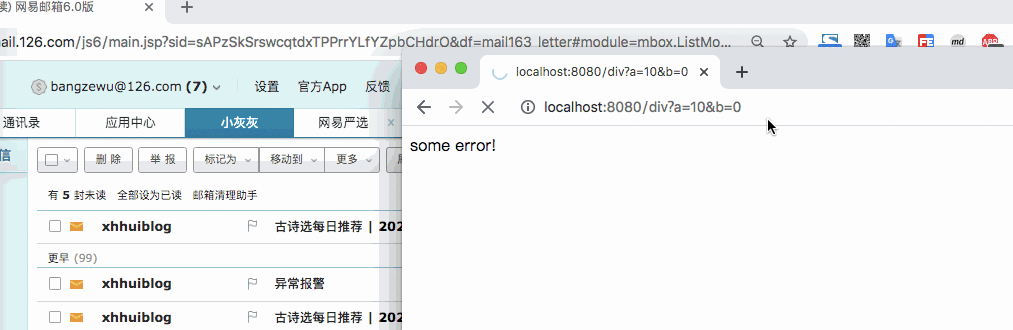 读) 网易邮箱6.0版
ail.126.com/js6/main.jsp?sid=sAPzSkSrswcqtdxTPPrrYLfYZpbCHdrO&df=mail163_letter#module=mbox.ListMo...
bangzewu@126.com (7) 设置 官方App 反馈
通讯录 应用中心 小灰灰 网易严选
信 删 除 举 报 标记为 移动到 更多
有 5 封未读 全部设为已读 邮箱清理助手
xhhuiblog 古诗选每日推荐 | 202
更早 (99)
xhhuiblog 异常报警
xhhuiblog 古诗选每日推荐 | 202
localhost:8080/div?a=10&b=0
localhost:8080/div?a=10&b=0
some error!